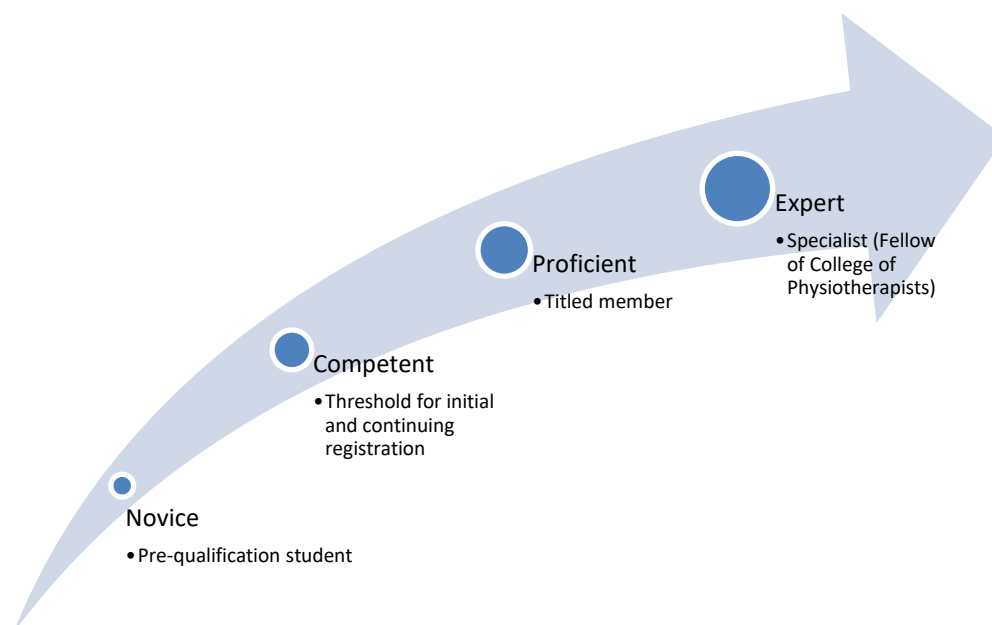 Expert
•Specialist (Fellow
of College of
Physiotherapists)
Proficient
•Titled member
Competent
•Threshold for initial
and continuing
registration
Novice
•Pre-qualification student